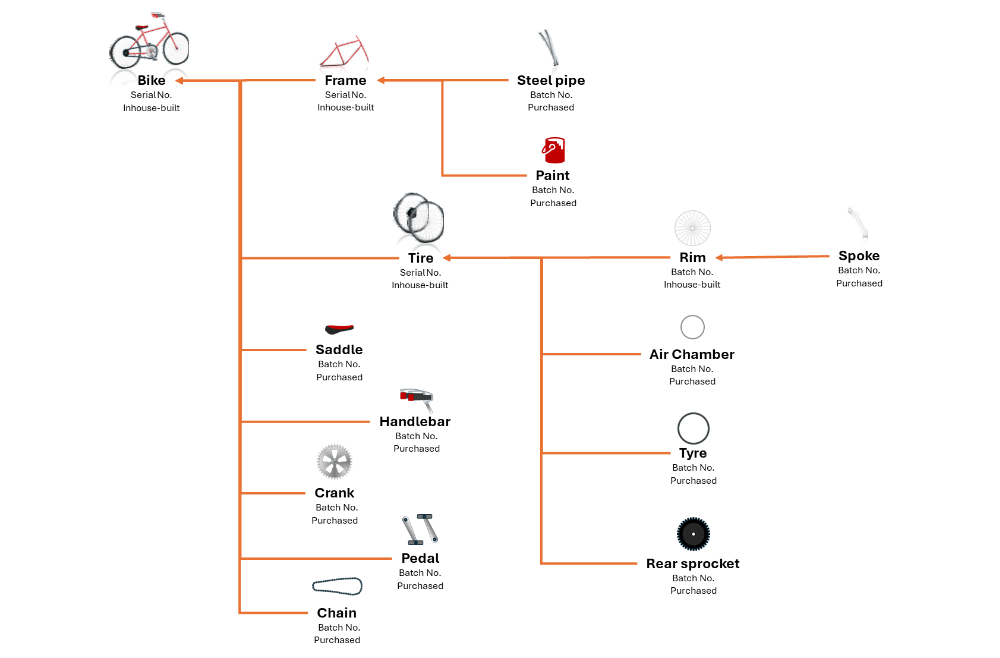 Bike
Serial No.
Inhouse-built
Frame
Serial No.
Inhouse-built
Steel pipe
Batch No.
Purchased
Paint
Batch No.
Purchased
Tire
Serial No.
Inhouse-built
Rim
Batch No.
Inhouse-built
Spoke
Batch No.
Purchased
Saddle
Batch No.
Purchased
Air Chamber
Batch No.
Purchased
Handlebar
Batch No.
Purchased
Tyre
Batch No.
Purchased
Crank
Batch No.
Purchased
Pedal
Batch No.
Purchased
Rear sprocket
Batch No.
Purchased
Chain
Batch No.
Purchased